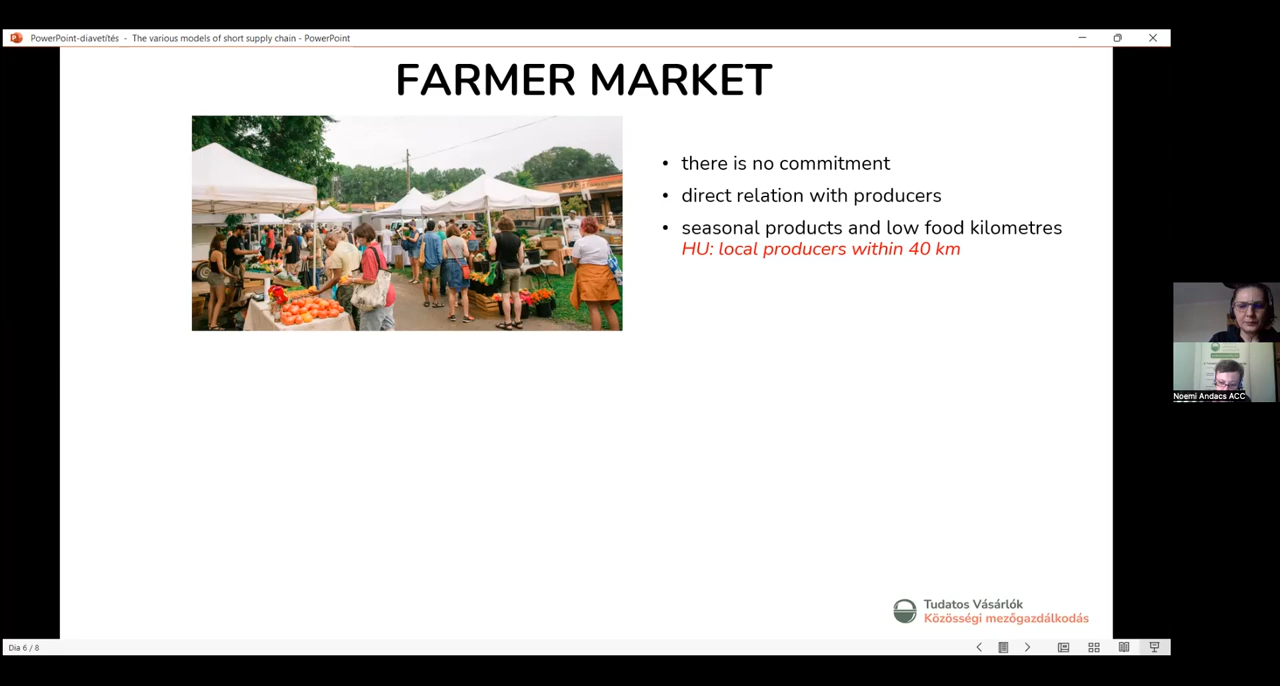 PowerPoint-diavetítés - The various models of short supply chain - PowerPoint
FARMER MARKET
• there is no commitment
• direct relation with producers
• seasonal products and low food kilometres
HU: local producers within 40 km
Noemi Andacs ACC
Tudatos Vásárlók
Közösségi mezőgazdálkodás
Dia 6 / 8